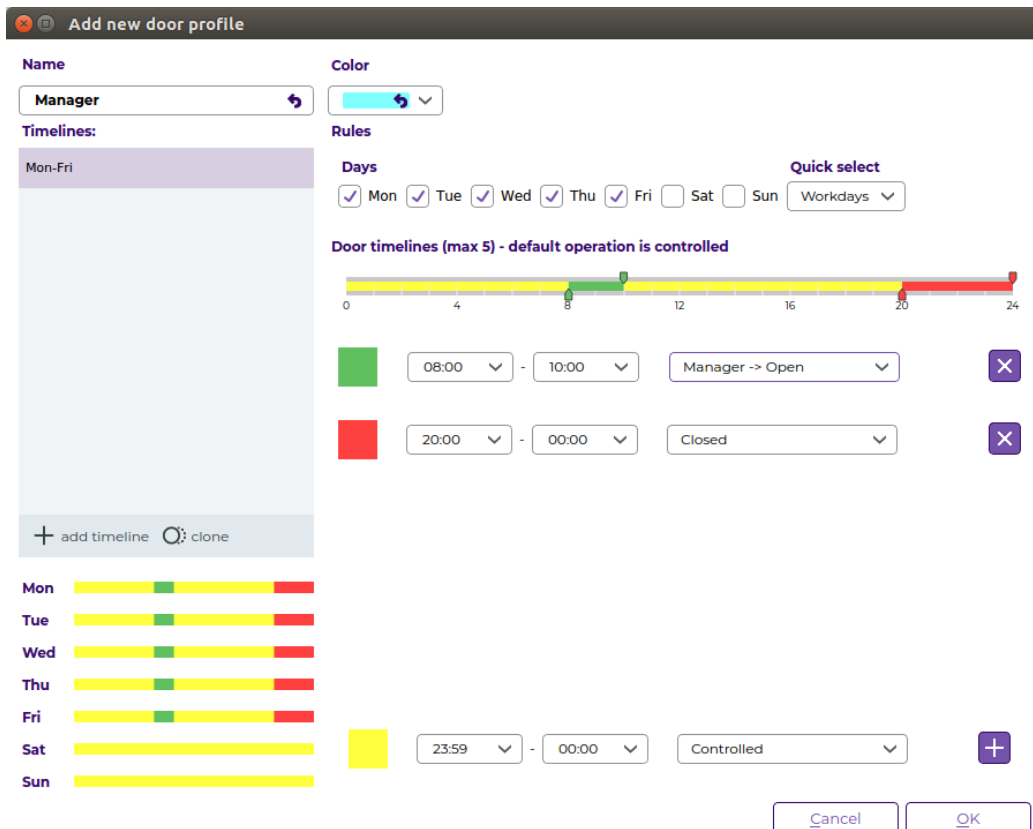 Add new door profile
Name
Color
Manager
Timelines:
Rules
Mon-Fri
Days
Quick select
Mon Tue Wed Thu Fri Sat Sun Workdays
Door timelines (max 5) - default operation is controlled
0 4 8 12 16 20 24
08:00 - 10:00 Manager -> Open
20:00 - 00:00 Closed
add timeline clone
Mon
Tue
Wed
Thu
Fri
Sat
Sun
23:59 - 00:00 Controlled
Cancel OK